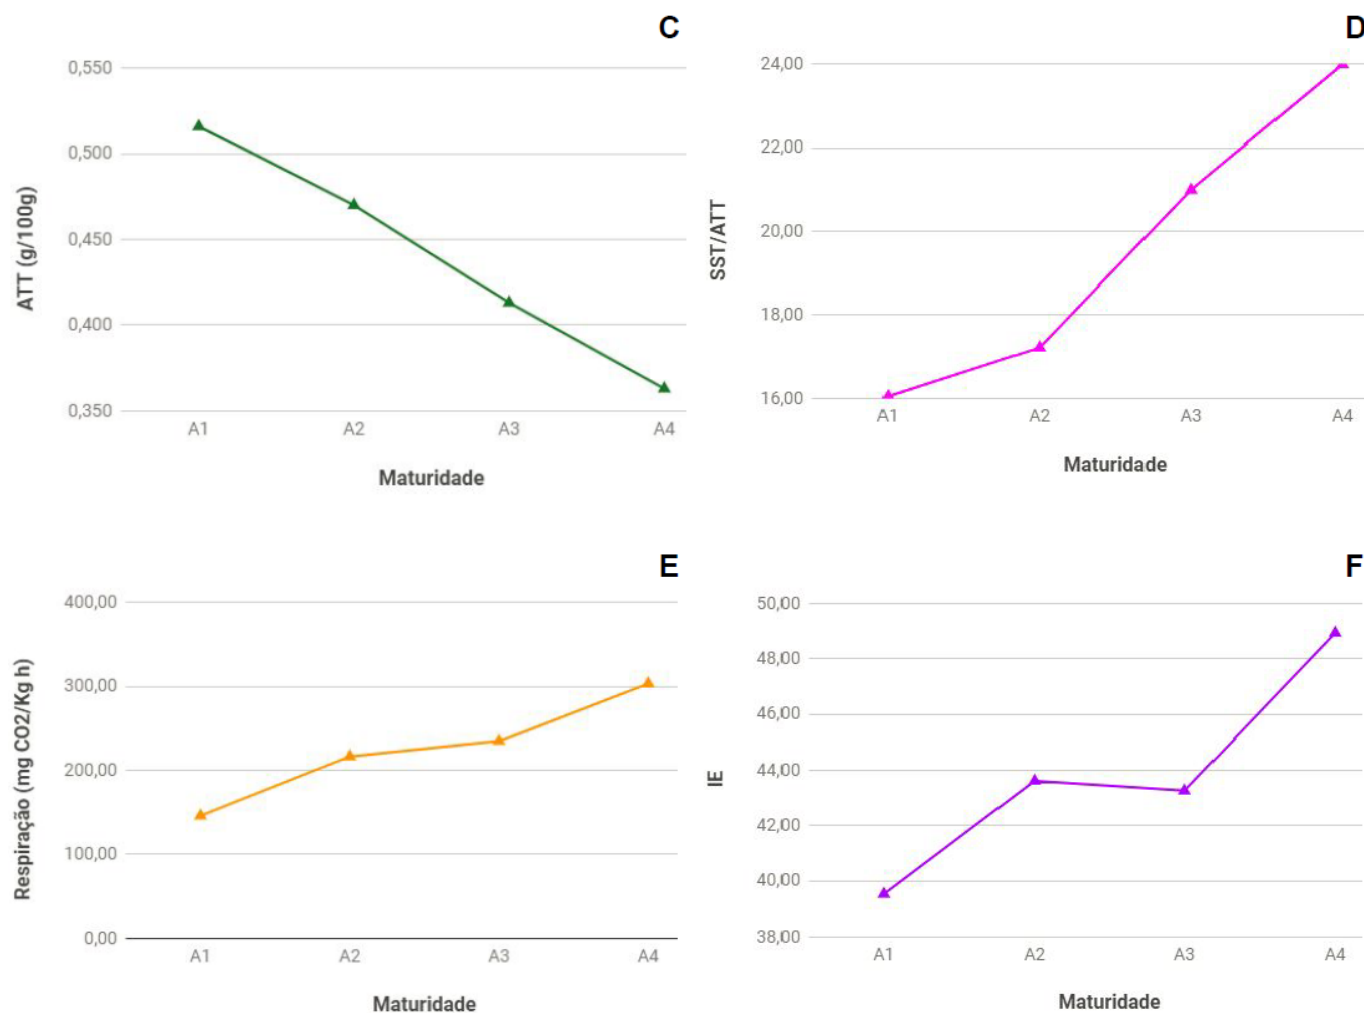 C
0,550
0,500
0,450
0,400
0,350
ATT (g/100g)
A1 A2 A3 A4
Maturidade
D
24,00
22,00
20,00
18,00
16,00
SST/ATT
A1 A2 A3 A4
Maturidade
E
400,00
300,00
200,00
100,00
0,00
Respiração (mg CO2/Kg h)
A1 A2 A3 A4
Maturidade
F
50,00
48,00
46,00
44,00
42,00
40,00
38,00
IE
A1 A2 A3 A4
Maturidade